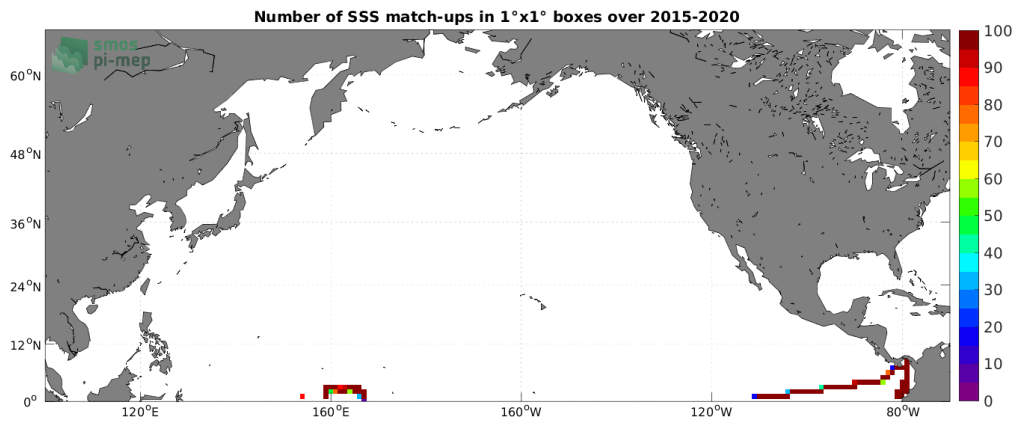 Number of SSS match-ups in 1°x1° boxes over 2015-2020
smos
pi-mep
60°N
48°N
36°N
24°N
12°N
0°
120°E
160°E
160°W
120°W
80°W
100
90
80
70
60
50
40
30
20
10
0